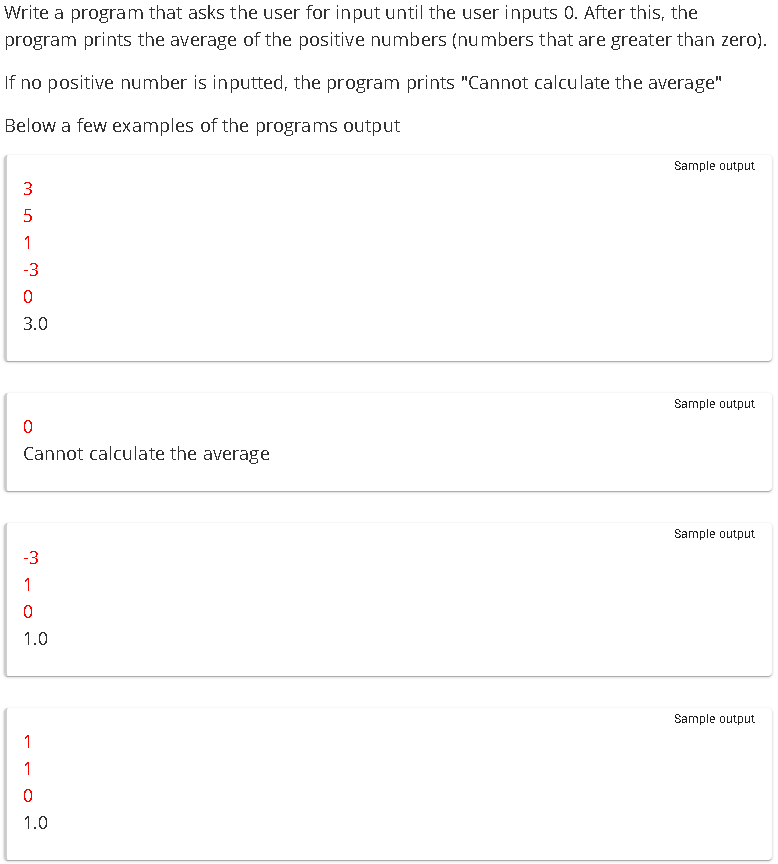 Write a program that asks the user for input until the user inputs 0. After this, the
program prints the average of the positive numbers (numbers that are greater than zero).
If no positive number is inputted, the program prints "Cannot calculate the average"
Below a few examples of the programs output
Sample output
3
5
1
-3
0
3.0
Sample output
0
Cannot calculate the average
Sample output
-3
1
0
1.0
Sample output
1
1
0
1.0